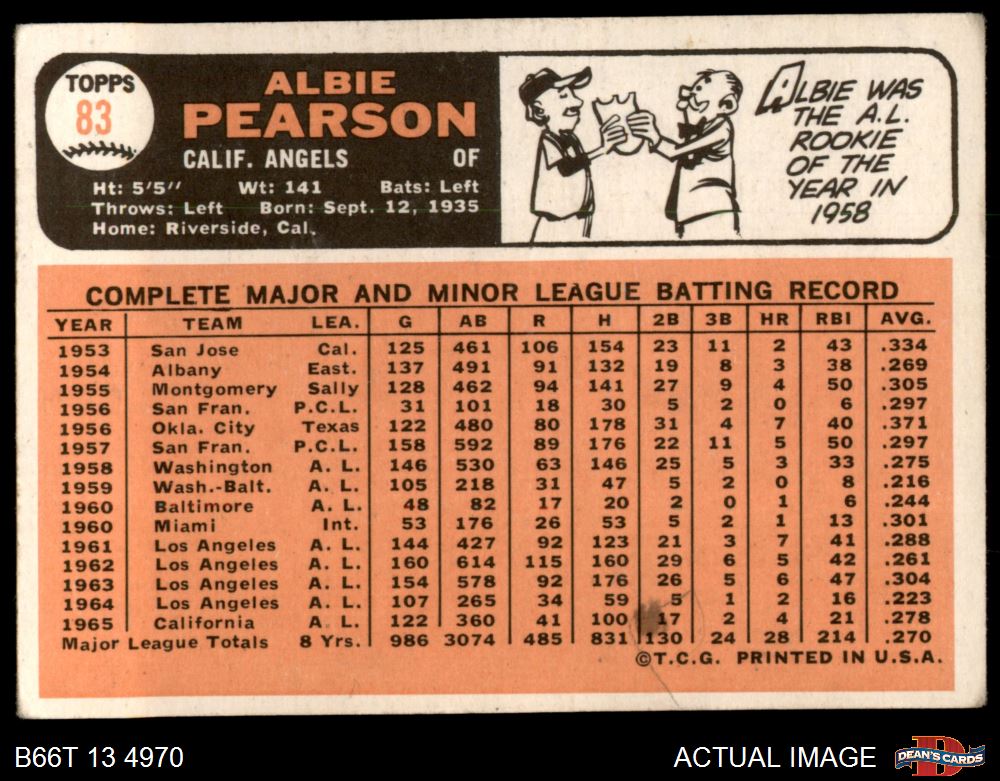 TOPPS
83
ALBIE
PEARSON
CALIF. ANGELS OF
Ht: 5'5" Wt: 141 Bats: Left
Throws: Left Born: Sept. 12, 1935
Home: Riverside, Cal.
ALBIE WAS
THE A.L.
ROOKIE
OF THE
YEAR IN
1958
COMPLETE MAJOR AND MINOR LEAGUE BATTING RECORD
YEAR TEAM LEA. G AB R H 2B 3B HR RBI AVG.
1953 San Jose Cal. 125 461 106 154 23 11 2 43 .334
1954 Albany East. 137 491 91 132 19 8 3 38 .269
1955 Montgomery Sally 128 462 94 141 27 9 4 50 .305
1956 San Fran. P.C.L. 31 101 18 30 5 2 0 6 .297
1956 Okla. City Texas 122 480 80 178 31 4 7 40 .371
1957 San Fran. P.C.L. 158 592 89 176 22 11 5 50 .297
1958 Washington A. L. 146 530 63 146 25 5 3 33 .275
1959 Wash.-Balt. A. L. 105 218 31 47 5 2 0 8 .216
1960 Baltimore A. L. 48 82 17 20 2 0 1 6 .244
1960 Miami Int. 53 176 26 53 5 2 1 13 .301
1961 Los Angeles A. L. 144 427 92 123 21 3 7 41 .288
1962 Los Angeles A. L. 160 614 115 160 29 6 5 42 .261
1963 Los Angeles A. L. 154 578 92 176 26 5 6 47 .304
1964 Los Angeles A. L. 107 265 34 59 5 1 2 16 .223
1965 California A. L. 122 360 41 100 17 2 4 21 .278
Major League Totals 8 Yrs. 986 3074 485 831 130 24 28 214 .270
©T.C.G. PRINTED IN U.S.A.
B66T 13 4970 ACTUAL IMAGE D DEAN'S CARDS